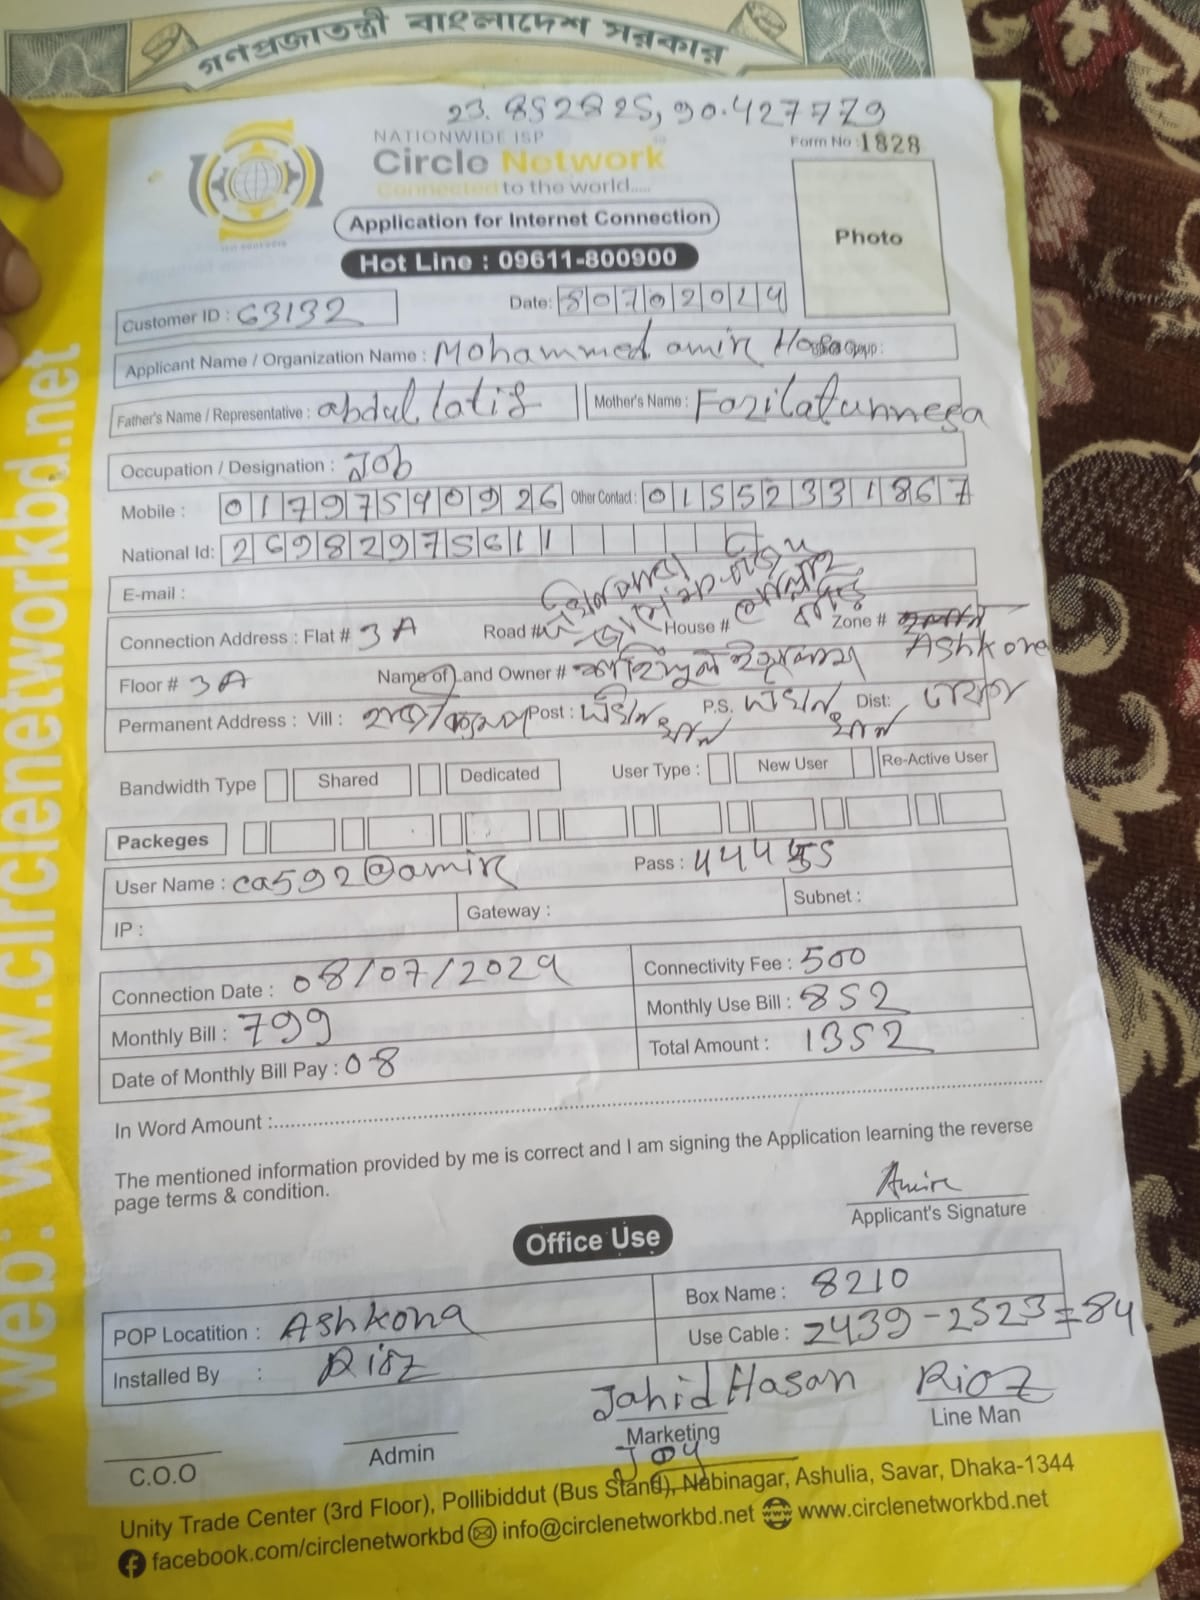 গণপ্রজাতন্ত্রী বাংলাদেশ সরকার
23.852825, 90.427779
NATIONWIDE ISP
Circle Network
Connected to the world.....
Form No :1828
Application for Internet Connection
Photo
Hot Line : 09611-800900
Customer ID : 63132
Date: 8072024
Applicant Name / Organization Name : Mohammed amir
Father's Name / Representative : abdul latif Mother's Name :
Occupation / Designation : Job
Mobile : 01797540926 Other Contact : 01552331867
National Id: 26982975611
E-mail :
Connection Address : Flat # 3A Road # House # Zone #
Ashkona
Floor # 3A Name of Land Owner #
Permanent Address : Vill : Post : P.S. Dist:
Bandwidth Type Shared Dedicated User Type : New User Re-Active User
Packeges
User Name : ca592@amir Pass :
IP : Gateway : Subnet :
Connection Date : 08/07/2024 Connectivity Fee : 500
Monthly Bill : 799 Monthly Use Bill : 852
Date of Monthly Bill Pay : 08 Total Amount : 1352
In Word Amount :
The mentioned information provided by me is correct and I am signing the Application learning the reverse
page terms & condition.
Amir
Applicant's Signature
Office Use
POP Locatition : Ashkona Box Name : 8210
Installed By : Use Cable : 2439-2523=84
Jahid Hasan
C.O.O Admin Marketing Line Man
Joy
Unity Trade Center (3rd Floor), Pollibiddut (Bus Stand), Nabinagar, Ashulia, Savar, Dhaka-1344
facebook.com/circlenetworkbd info@circlenetworkbd.net www.circlenetworkbd.net
web: www.circlenetworkbd.net